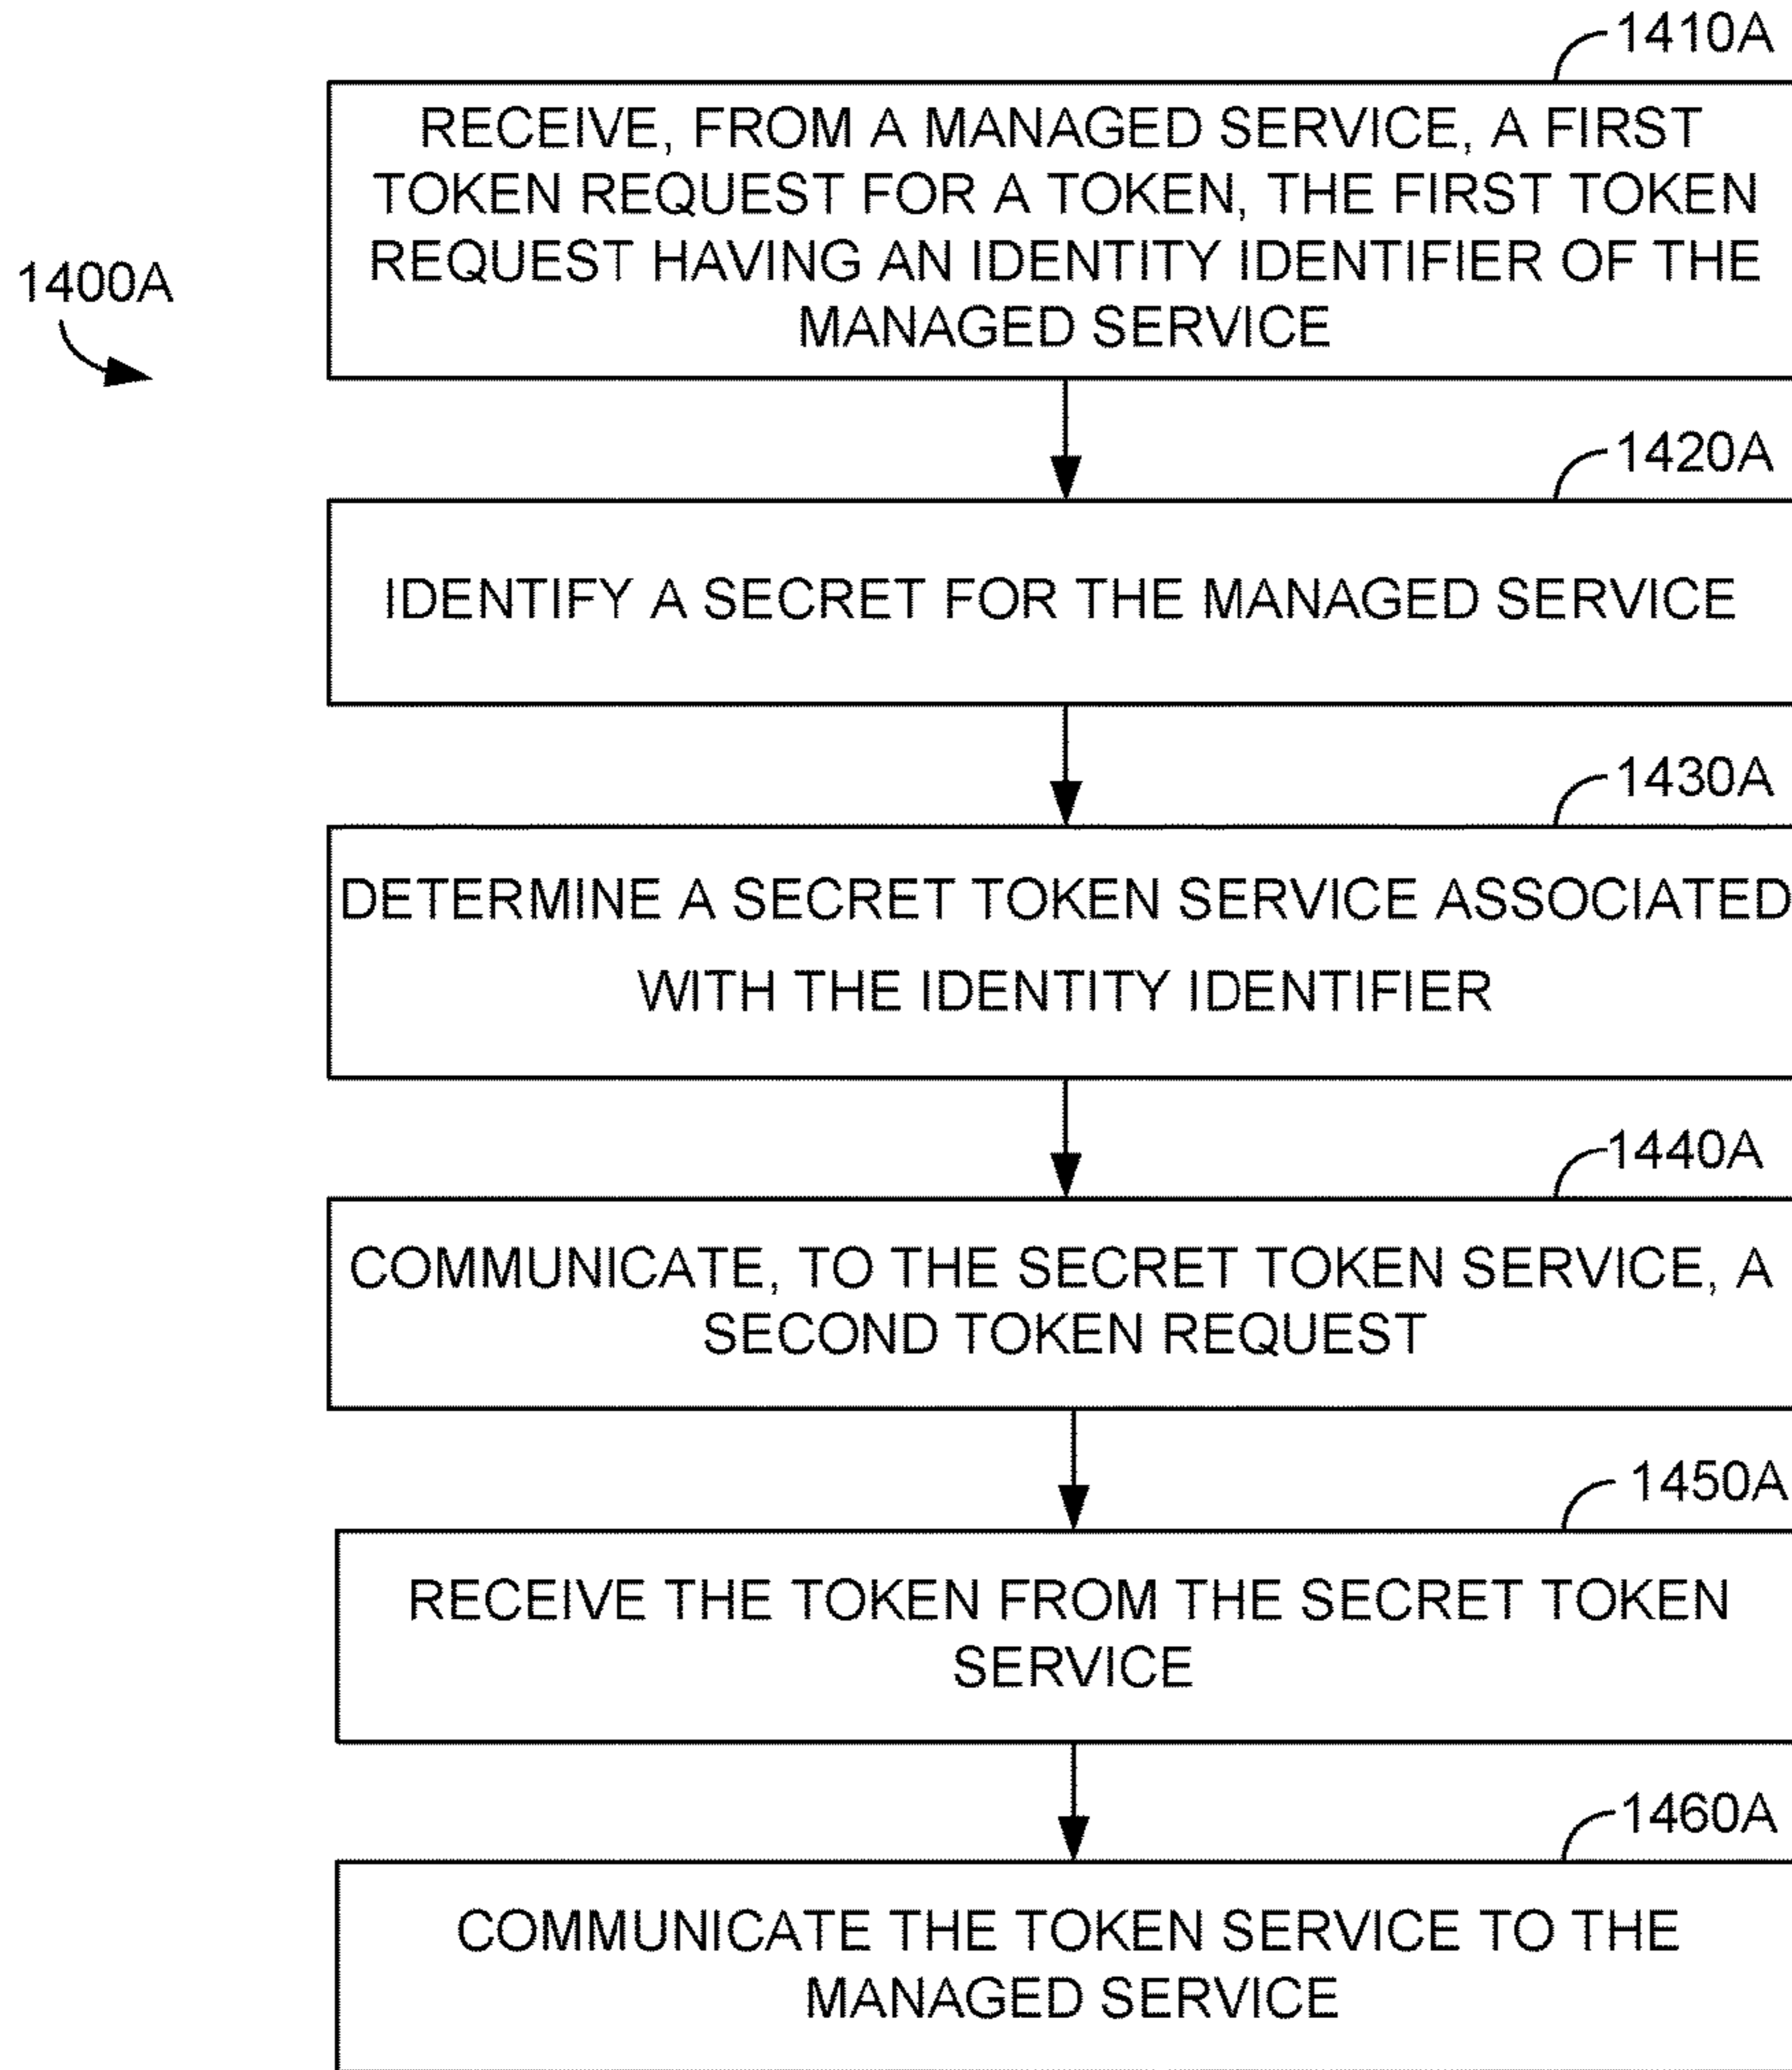 1410A
RECEIVE, FROM A MANAGED SERVICE, A FIRST
TOKEN REQUEST FOR A TOKEN, THE FIRST TOKEN
REQUEST HAVING AN IDENTITY IDENTIFIER OF THE
MANAGED SERVICE
1400A
1420A
IDENTIFY A SECRET FOR THE MANAGED SERVICE
1430A
DETERMINE A SECRET TOKEN SERVICE ASSOCIATED
WITH THE IDENTITY IDENTIFIER
1440A
COMMUNICATE, TO THE SECRET TOKEN SERVICE, A
SECOND TOKEN REQUEST
1450A
RECEIVE THE TOKEN FROM THE SECRET TOKEN
SERVICE
1460A
COMMUNICATE THE TOKEN SERVICE TO THE
MANAGED SERVICE